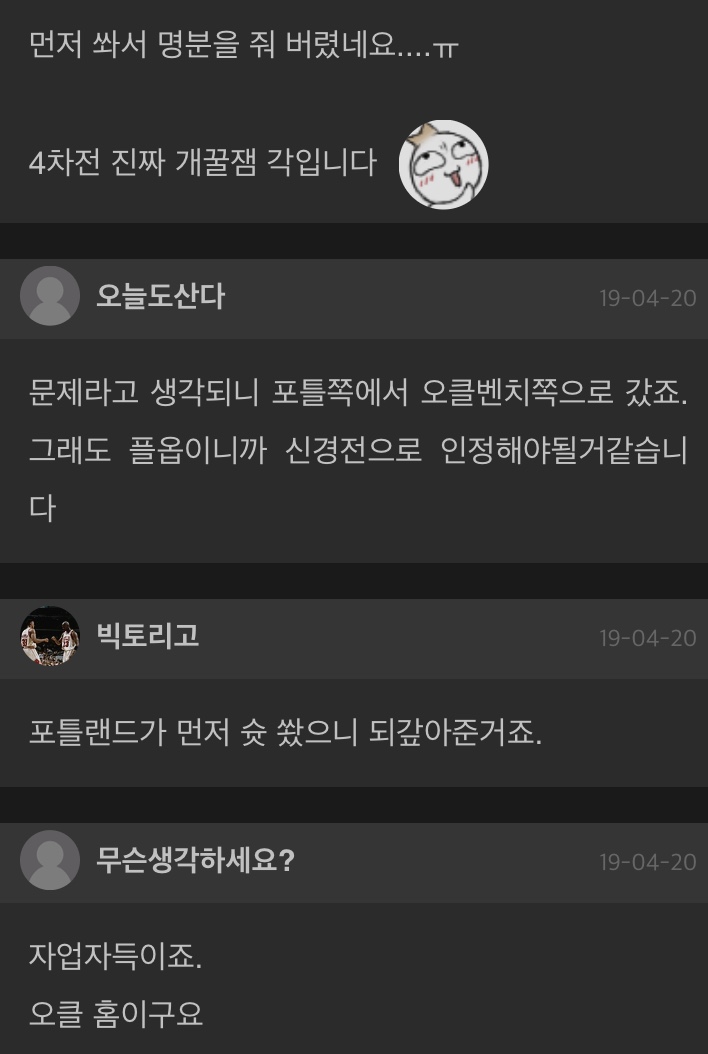 먼저 쏴서 명분을 줘 버렸네요....ㅠ
4차전 진짜 개꿀잼 각입니다
오늘도산다
19-04-20
문제라고 생각되니 포틀쪽에서 오클벤치쪽으로 갔죠.
그래도 플옵이니까 신경전으로 인정해야될거같습니
다
빅토리고
19-04-20
포틀랜드가 먼저 슛 쐈으니 되갚아준거죠.
무슨생각하세요?
19-04-20
자업자득이죠.
오클 홈이구요